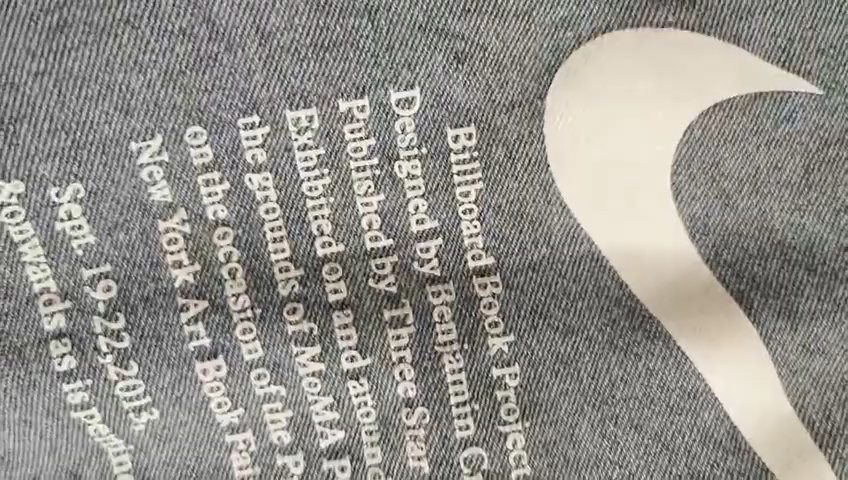 Billboard Book Project
Designed by Benjamin
Published by Three Star
Exhibited on and around
the grounds of MoMA
on the occasion of the
New York Art Book
Sept. 19-22, 2013,
&onwards as is